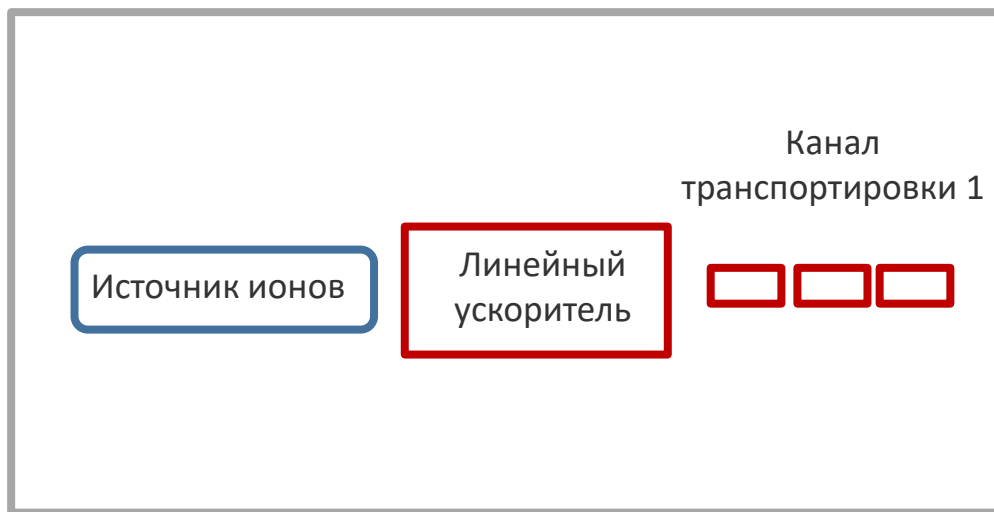 Канал
транспортировки 1
Источник ионов
Линейный
ускоритель